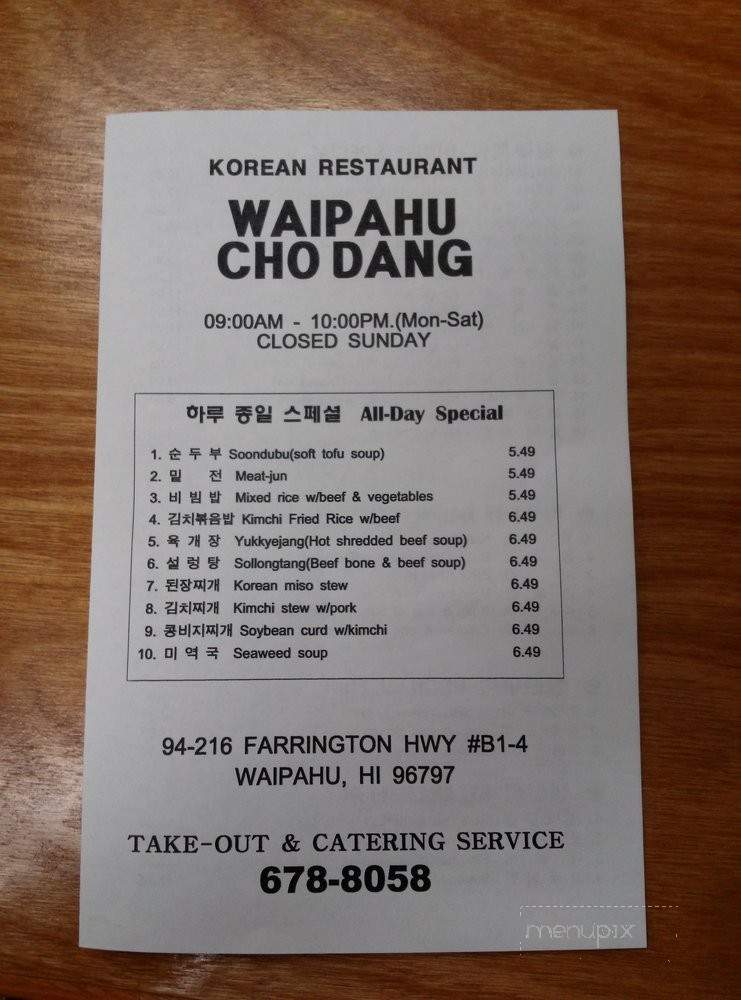 KOREAN RESTAURANT
WAIPAHU
CHO DANG
09:00AM - 10:00PM.(Mon-Sat)
CLOSED SUNDAY
하루 종일 스페셜 All-Day Special
1. 순 두 부 Soondubu(soft tofu soup) 5.49
2. 밀 전 Meat-jun 5.49
3. 비 빔 밥 Mixed rice w/beef & vegetables 5.49
4. 김치볶음밥 Kimchi Fried Rice w/beef 6.49
5. 육 개 장 Yukkyejang(Hot shredded beef soup) 6.49
6. 설 렁 탕 Sollongtang(Beef bone & beef soup) 6.49
7. 된장찌개 Korean miso stew 6.49
8. 김치찌개 Kimchi stew w/pork 6.49
9. 콩비지찌개 Soybean curd w/kimchi 6.49
10. 미 역 국 Seaweed soup 6.49
94-216 FARRINGTON HWY #B1-4
WAIPAHU, HI 96797
TAKE-OUT & CATERING SERVICE
678-8058
menupix